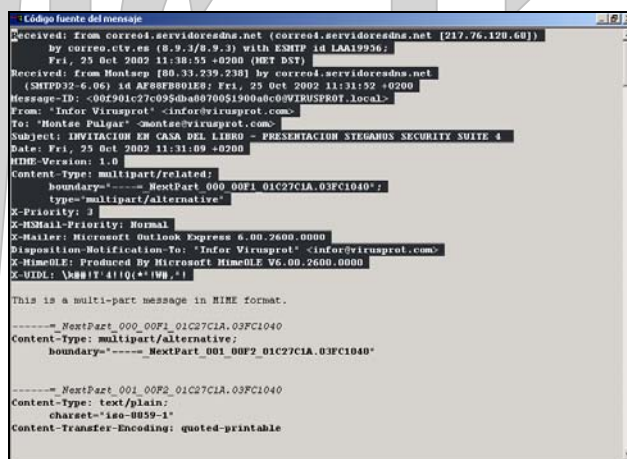 Código fuente del mensaje
Received: from correo4.servidoresdns.net (correo4.servidoresdns.net [217.76.128.60])
by correo.ctv.es (8.9.3/8.9.3) with ESMTP id LAA19956;
Fri, 25 Oct 2002 11:38:55 +0200 (MET DST)
Received: from Montsep [80.33.239.238] by correo4.servidoresdns.net
(SMTPD32-6.06) id AF88FB801E8; Fri, 25 Oct 2002 11:31:52 +0200
Message-ID: <00f901c27c095dba8870051900a8c0@VIRUSPROT.local>
From: "Infor Virusprot" <infor@virusprot.com>
To: "Montse Pulgar" <montse@virusprot.com>
Subject: INVITACION EN CASA DEL LIBRO - PRESENTACION STEGANOS SECURITY SUITE 4
Date: Fri, 25 Oct 2002 11:31:09 +0200
MIME-Version: 1.0
Content-Type: multipart/related;
boundary="----=_NextPart_000_00F1_01C27C1A.03FC1040";
type="multipart/alternative"
X-Priority: 3
X-MSMail-Priority: Normal
X-Mailer: Microsoft Outlook Express 6.00.2600.0000
Disposition-Notification-To: "Infor Virusprot" <infor@virusprot.com>
X-MimeOLE: Produced By Microsoft MimeOLE V6.00.2600.0000
X-UIDL:
This is a multi-part message in MIME format.
------=_NextPart_000_00F1_01C27C1A.03FC1040
Content-Type: multipart/alternative;
boundary="----=_NextPart_001_00F2_01C27C1A.03FC1040"
------=_NextPart_001_00F2_01C27C1A.03FC1040
Content-Type: text/plain;
charset="iso-8859-1"
Content-Transfer-Encoding: quoted-printable